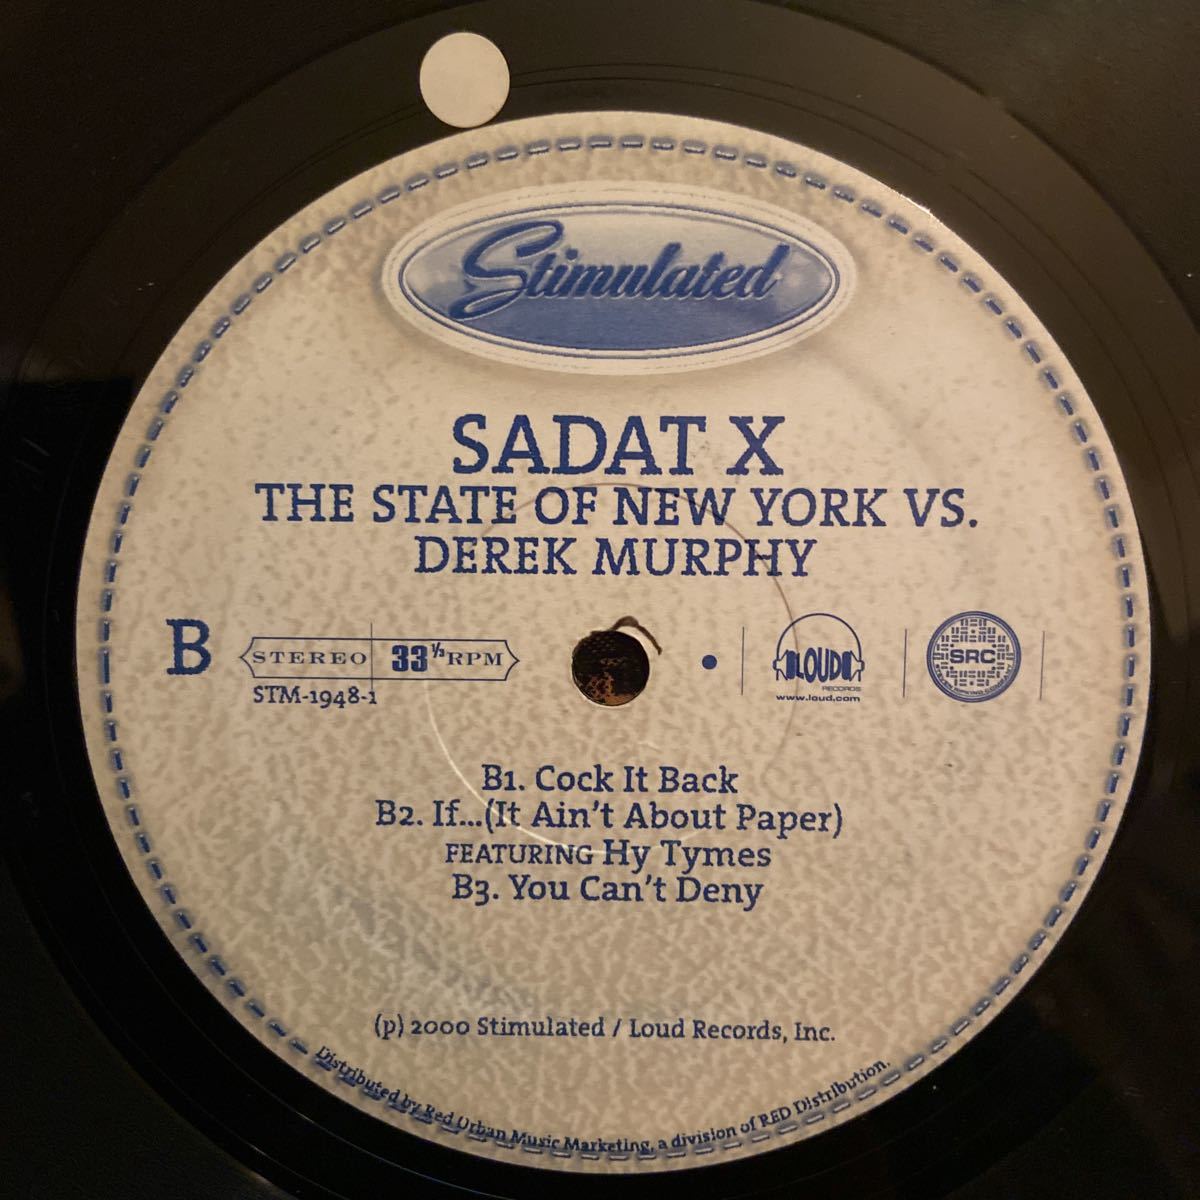 Stimulated
SADAT X
THE STATE OF NEW YORK VS.
DEREK MURPHY
B
STEREO 33⅓ RPM
STM-1948-1
LOUD
RECORDS
www.loud.com
SRC
B1. Cock It Back
B2. If...(It Ain't About Paper)
FEATURING Hy Tymes
B3. You Can't Deny
(p) 2000 Stimulated / Loud Records, Inc.
Distributed by Red Urban Music Marketing, a division of RED Distribution.